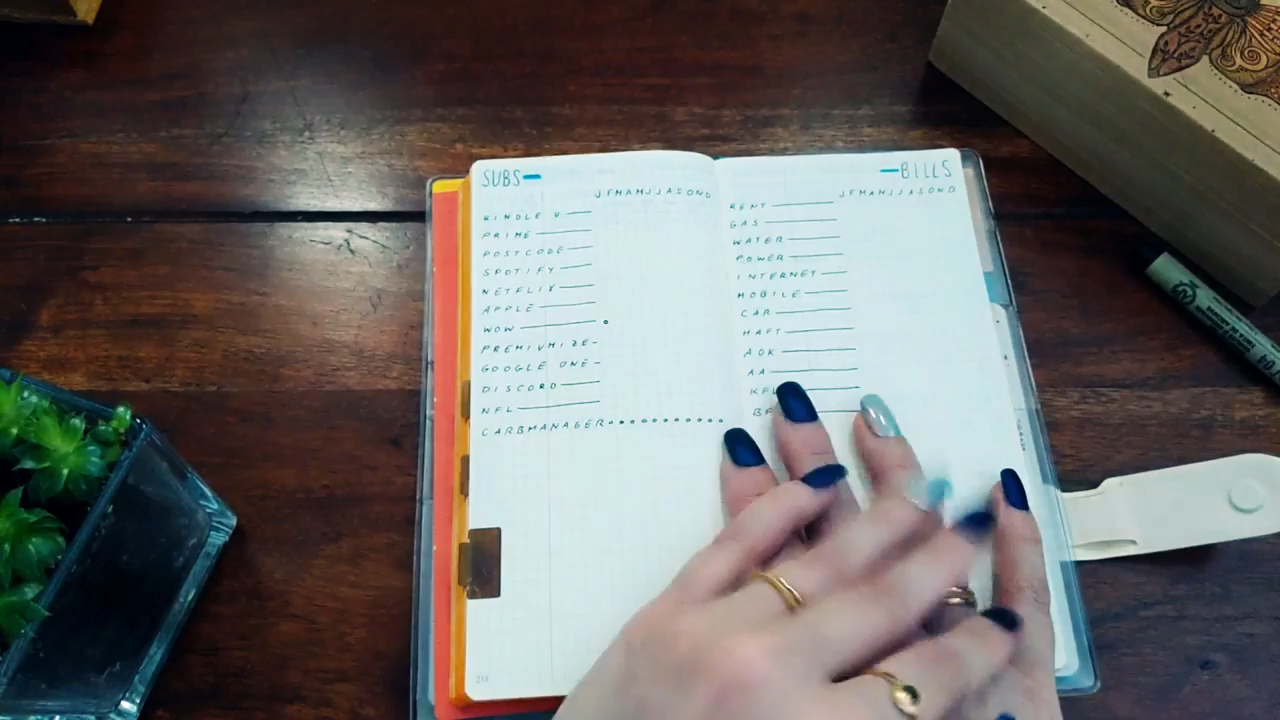 SUBS
JFMAMJJASOND
KINDLE U
PRIME
POSTCODE
SPOTIFY
NETFLIX
APPLE
WOW
PREMIUMIZE
GOOGLE ONE
DISCORD
NFL
CARBMANAGER
BILLS
JFMAMJJASOND
RENT
GAS
WATER
POWER
INTERNET
MOBILE
CAR
HAFT
AOK
AA